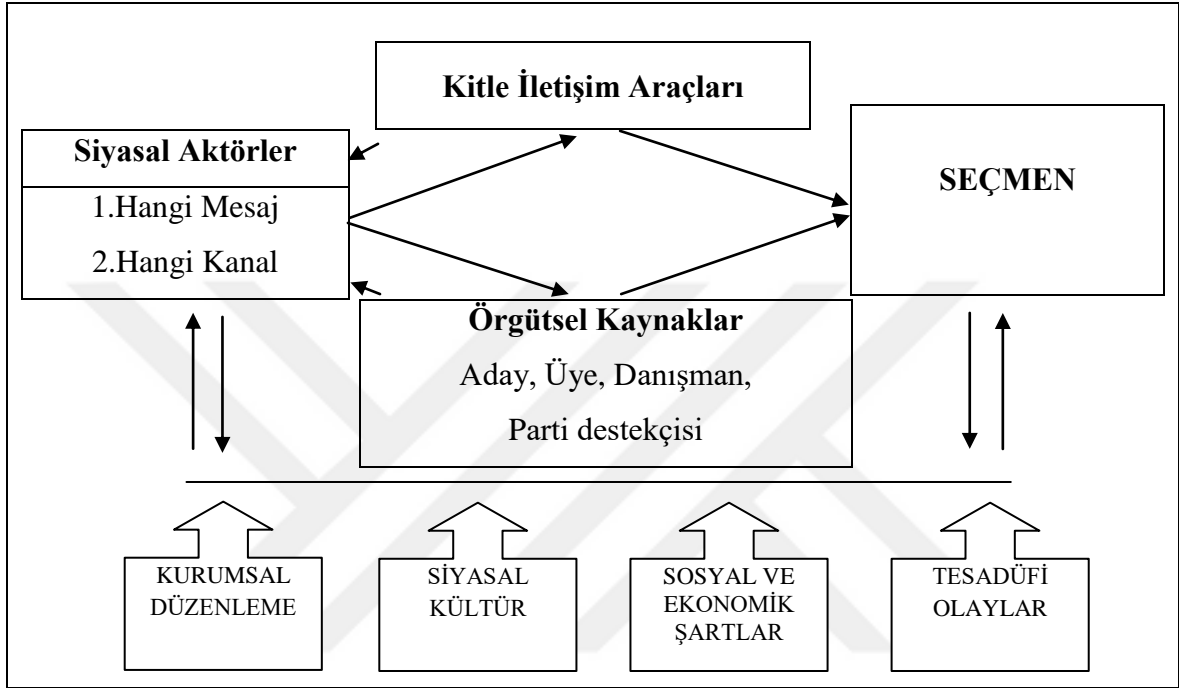 Kitle İletişim Araçları
Siyasal Aktörler
1.Hangi Mesaj
2.Hangi Kanal
SEÇMEN
Örgütsel Kaynaklar
Aday, Üye, Danışman,
Parti destekçisi
KURUMSAL
DÜZENLEME
SİYASAL
KÜLTÜR
SOSYAL VE
EKONOMİK
ŞARTLAR
TESADÜFİ
OLAYLAR